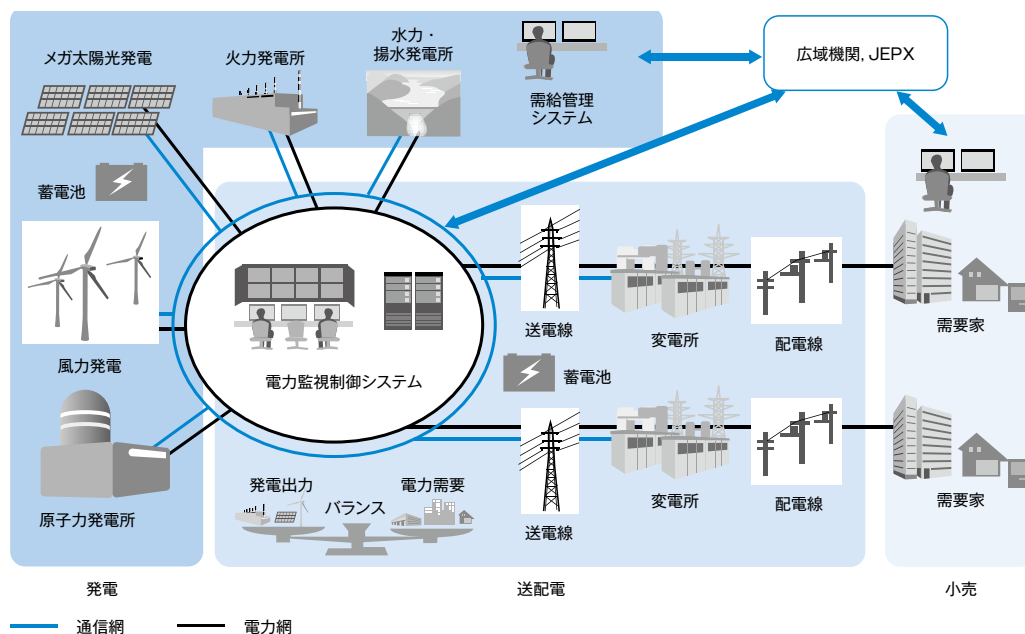 メガ太陽光発電
火力発電所
水力・
揚水発電所
需給管理
システム
広域機関, JEPX
蓄電池
風力発電
原子力発電所
電力監視制御システム
送電線
変電所
配電線
需要家
蓄電池
送電線
変電所
配電線
需要家
発電出力
バランス
電力需要
発電
送配電
小売
通信網
電力網